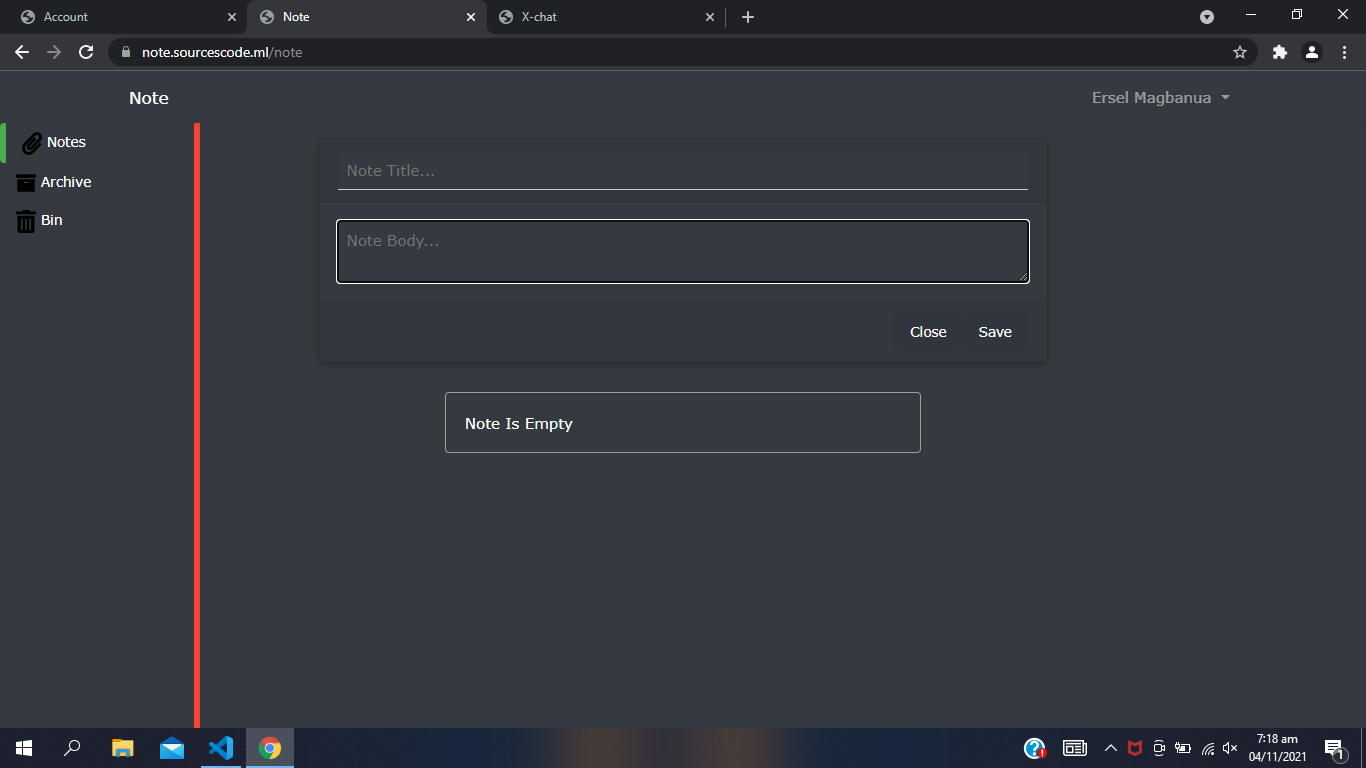 Account
Note
X-chat
note.sourcescode.ml/note
Note
Ersel Magbanua
Notes
Archive
Bin
Note Title...
Note Body...
Close
Save
Note Is Empty
7:18 am
04/11/2021
1